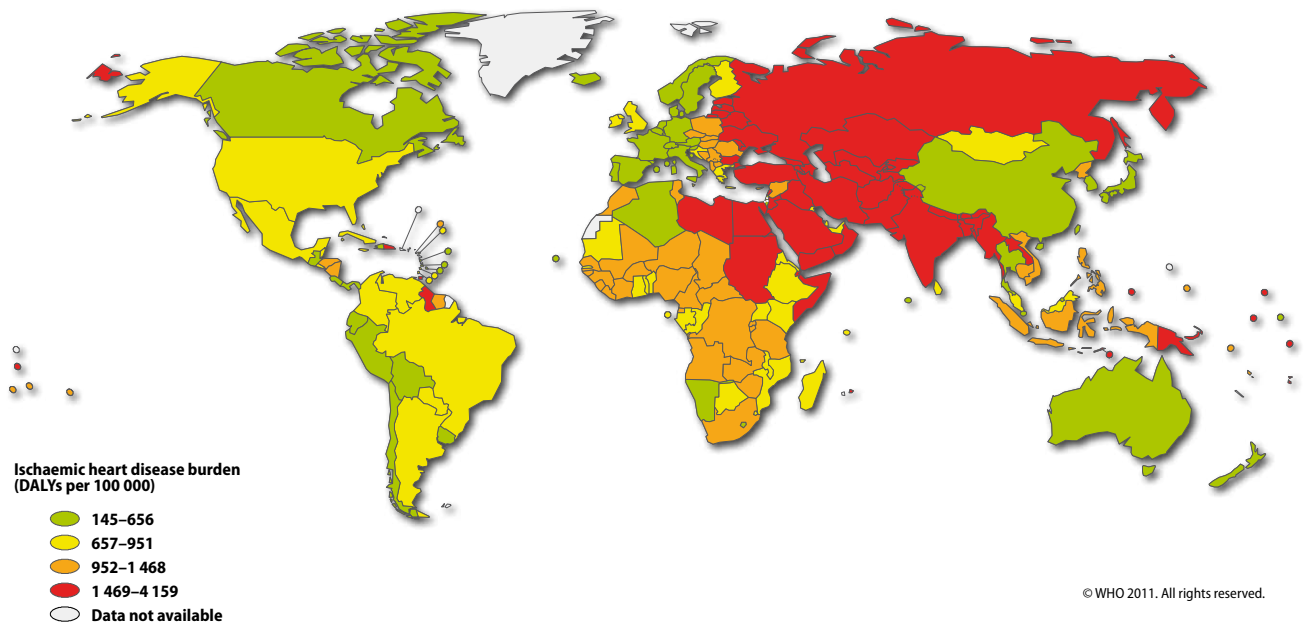 Ischaemic heart disease burden
(DALYs per 100 000)
145–656
657–951
952–1 468
1 469–4 159
Data not available
© WHO 2011. All rights reserved.